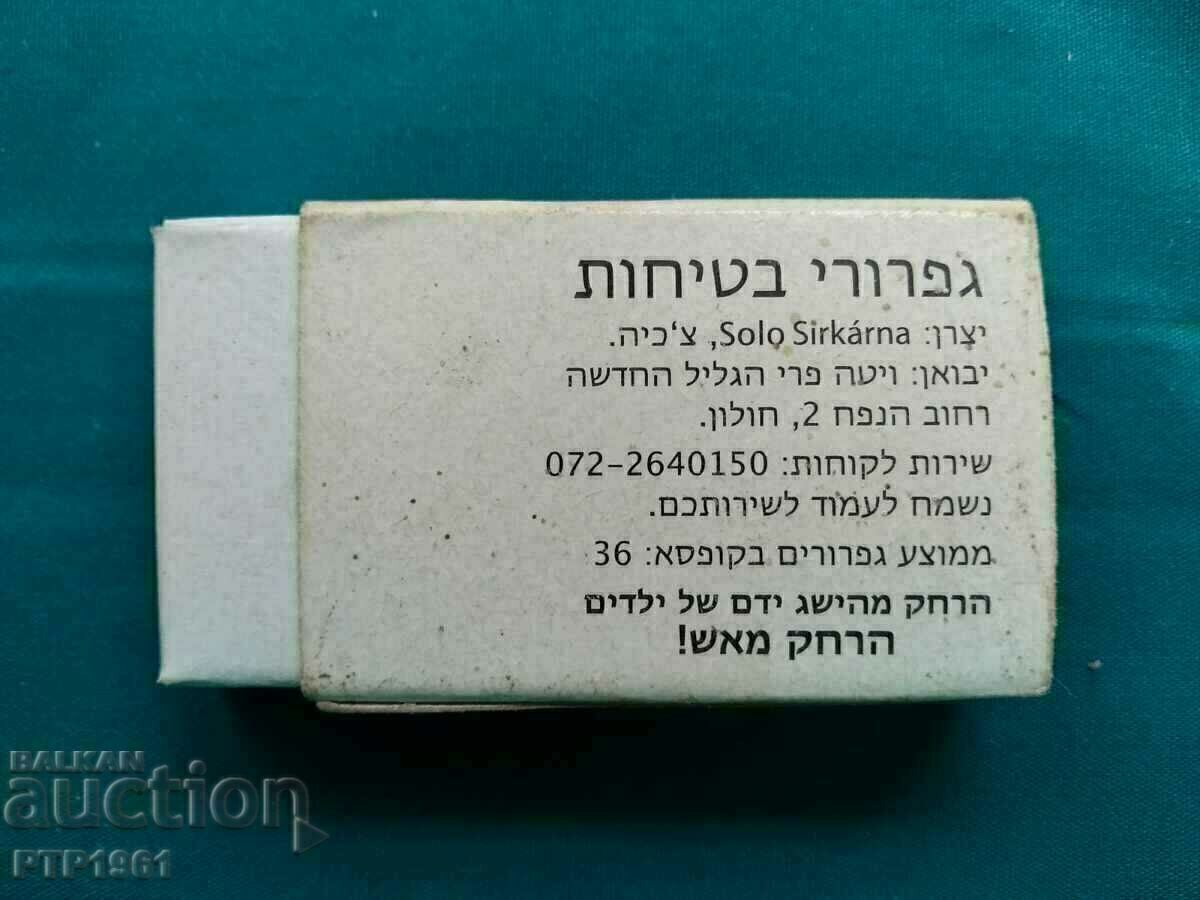 גפרורי בטיחות
יצרן: Solo Sirkárna, צ'כיה.
יבואן: ויטה פרי הגליל החדשה
רחוב הנפח 2, חולון.
שירות לקוחות: 072-2640150
נשמח לעמוד לשירותכם.
ממוצע גפרורים בקופסא: 36
הרחק מהישג ידם של ילדים
הרחק מאש!
BALKAN
auction
PTP1961